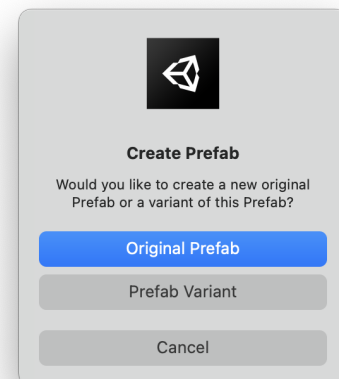 Create Prefab
Would you like to create a new original
Prefab or a variant of this Prefab?
Original Prefab
Prefab Variant
Cancel